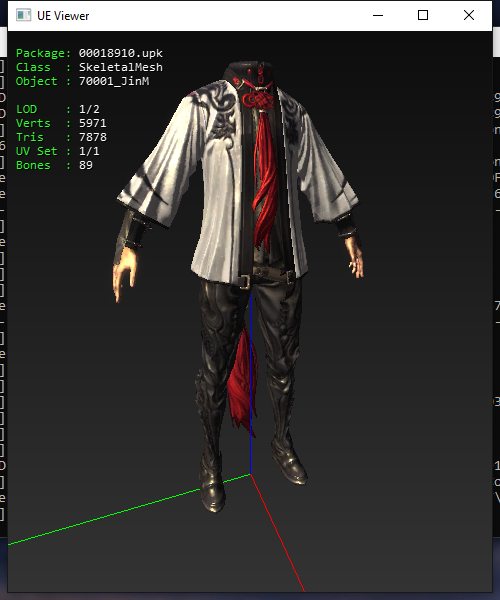 UE Viewer
Package: 00018910.upk
Class  : SkeletalMesh
Object : 70001_JinM
LOD    : 1/2
Verts  : 5971
Tris   : 7878
UV Set : 1/1
Bones  : 89